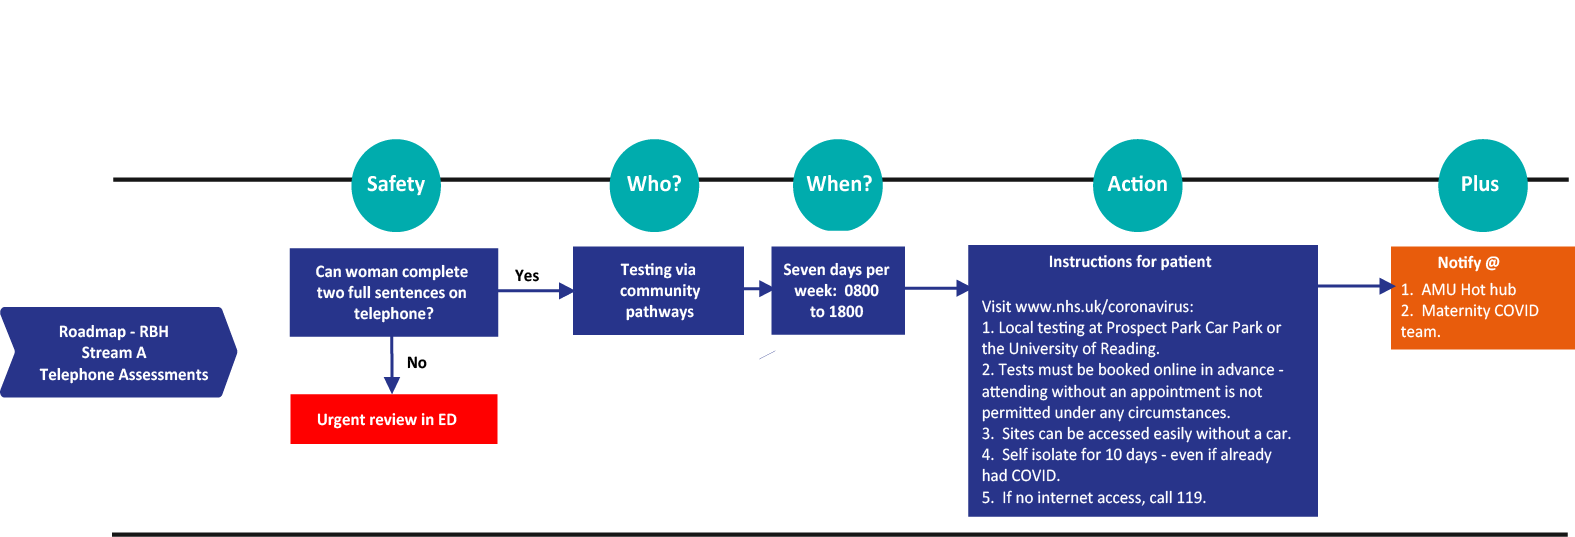 Safety
Who?
When?
Action
Plus
Roadmap - RBH
Stream A
Telephone Assessments
Can woman complete
two full sentences on
telephone?
Yes
No
Urgent review in ED
Testing via
community
pathways
Seven days per
week:  0800
to 1800
Instructions for patient
Visit www.nhs.uk/coronavirus:
1. Local testing at Prospect Park Car Park or
the University of Reading.
2. Tests must be booked online in advance -
attending without an appointment is not
permitted under any circumstances.
3.  Sites can be accessed easily without a car.
4.  Self isolate for 10 days - even if already
had COVID.
5.  If no internet access, call 119.
Notify @
1.  AMU Hot hub
2.  Maternity COVID
team.